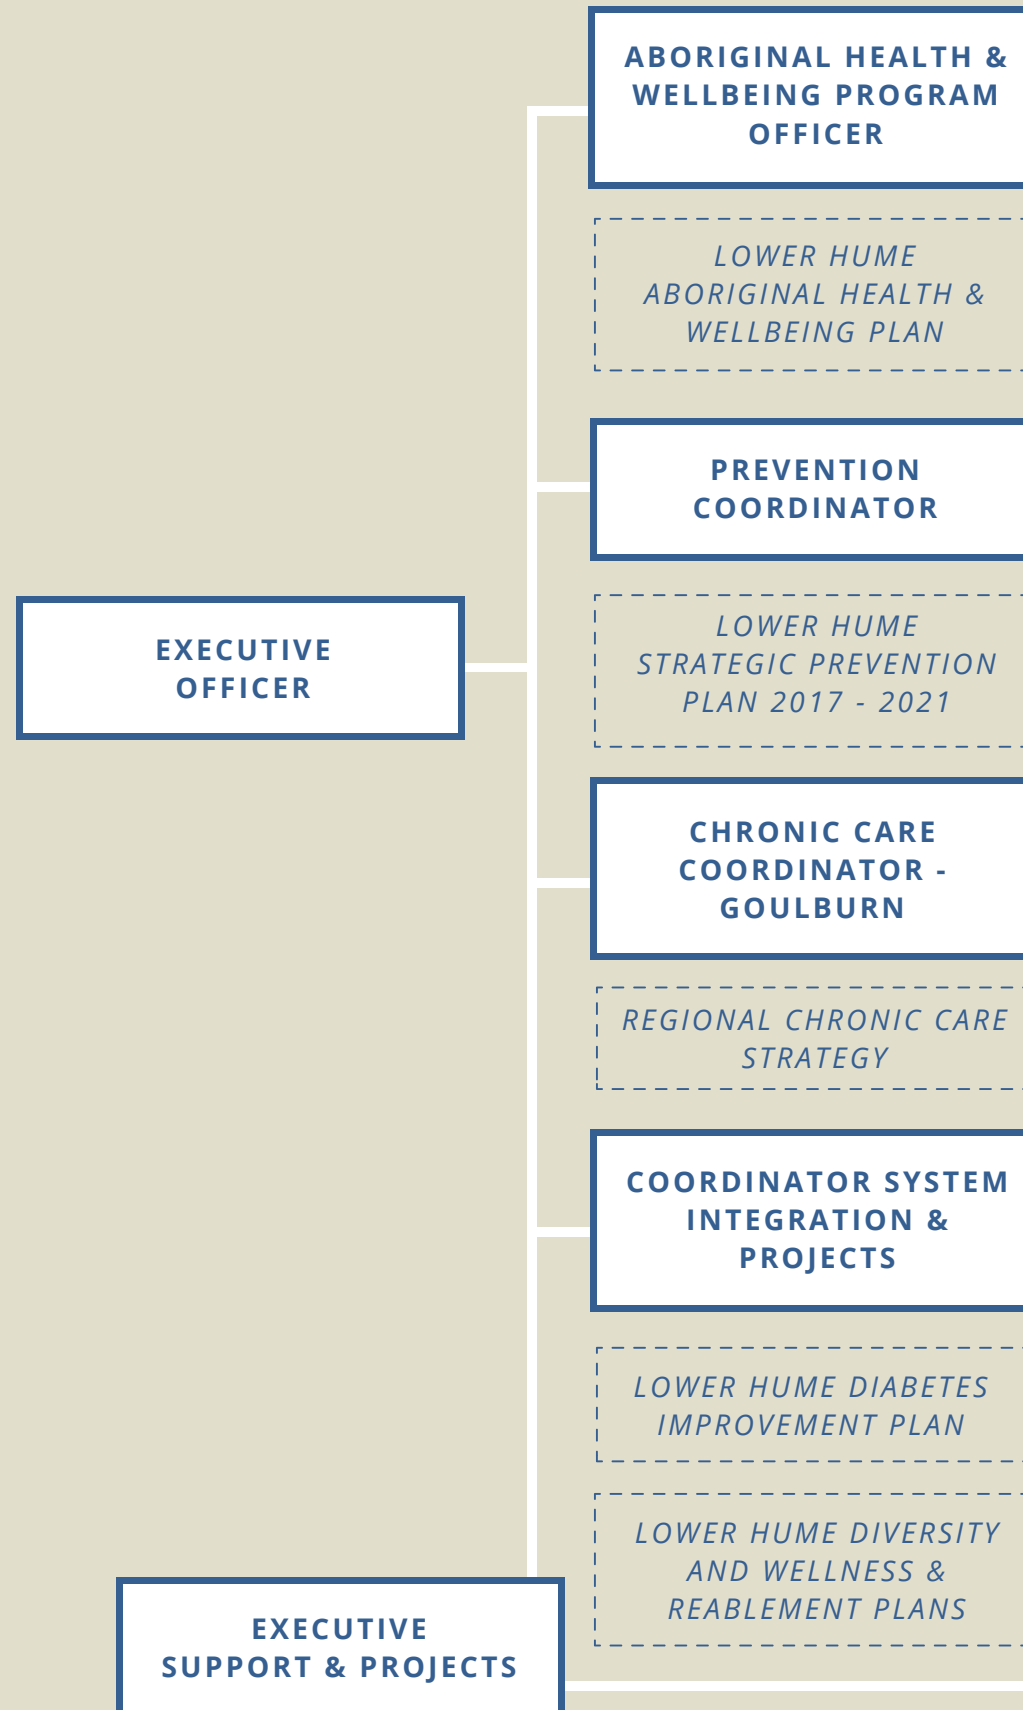 ABORIGINAL HEALTH &
WELLBEING PROGRAM
OFFICER
LOWER HUME
ABORIGINAL HEALTH &
WELLBEING PLAN
PREVENTION
COORDINATOR
EXECUTIVE
OFFICER
LOWER HUME
STRATEGIC PREVENTION
PLAN 2017 - 2021
CHRONIC CARE
COORDINATOR -
GOULBURN
REGIONAL CHRONIC CARE
STRATEGY
COORDINATOR SYSTEM
INTEGRATION &
PROJECTS
LOWER HUME DIABETES
IMPROVEMENT PLAN
LOWER HUME DIVERSITY
AND WELLNESS &
REABLEMENT PLANS
EXECUTIVE
SUPPORT & PROJECTS